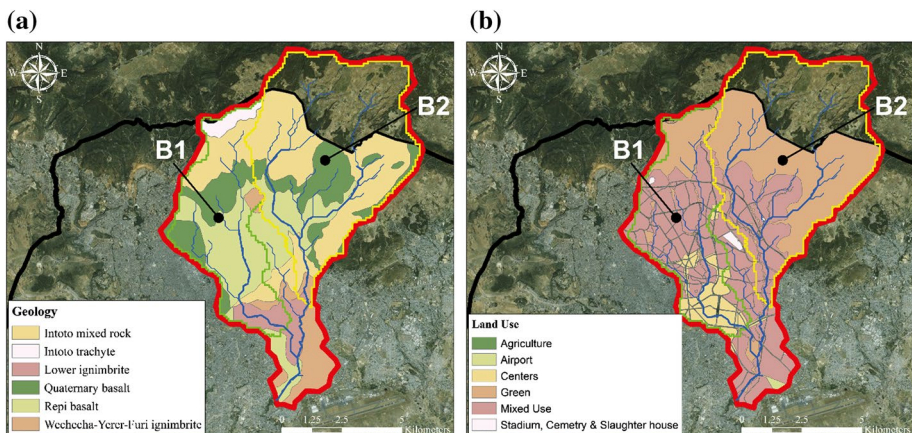 (a)
(b)
N
W E
S
B1
B2
Geology
Intoto mixed rock
Intoto trachyte
Lower ignimbrite
Quaternary basalt
Repi basalt
Wechecha-Yerer-Furi ignimbrite
0 1.25 2.5 5
Kilometers
N
W E
S
B1
B2
Land Use
Agriculture
Airport
Centers
Green
Mixed Use
Stadium, Cemetry & Slaughter house
0 1.25 2.5 5
Kilometers